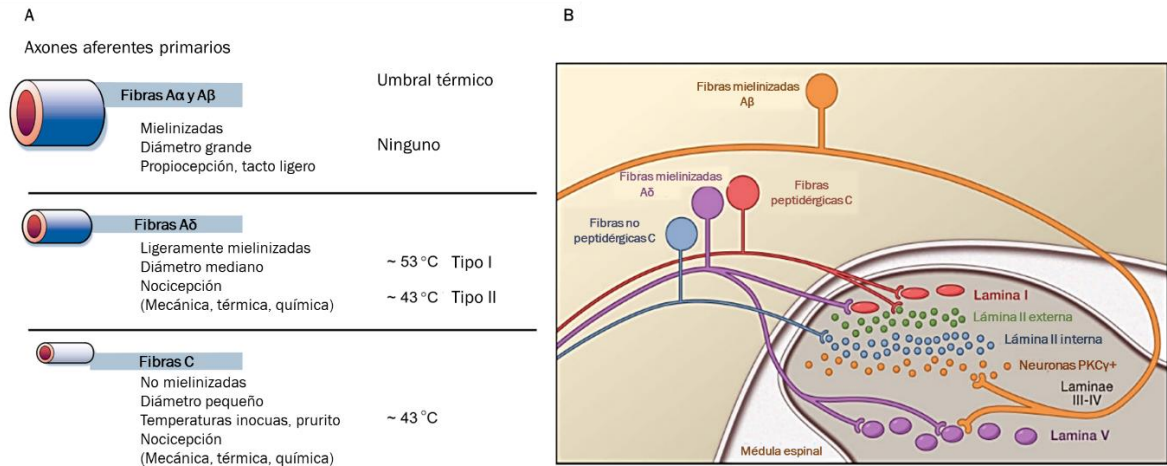 A
Axones aferentes primarios
Umbral térmico
Fibras Aα y Aβ
Mielinizadas
Diámetro grande
Propiocepción, tacto ligero
Ninguno
Fibras Aδ
Ligeramente mielinizadas
Diámetro mediano
Nocicepción
(Mecánica, térmica, química)
~ 53 °C Tipo I
~ 43 °C Tipo II
Fibras C
No mielinizadas
Diámetro pequeño
Temperaturas inocuas, prurito
Nocicepción
(Mecánica, térmica, química)
~ 43 °C
B
Fibras mielinizadas
Aβ
Fibras mielinizadas
Aδ
Fibras
peptidérgicas C
Fibras no
peptidérgicas C
Lamina I
Lámina II externa
Lámina II interna
Neuronas PKCγ+
Laminae
III-IV
Lamina V
Médula espinal